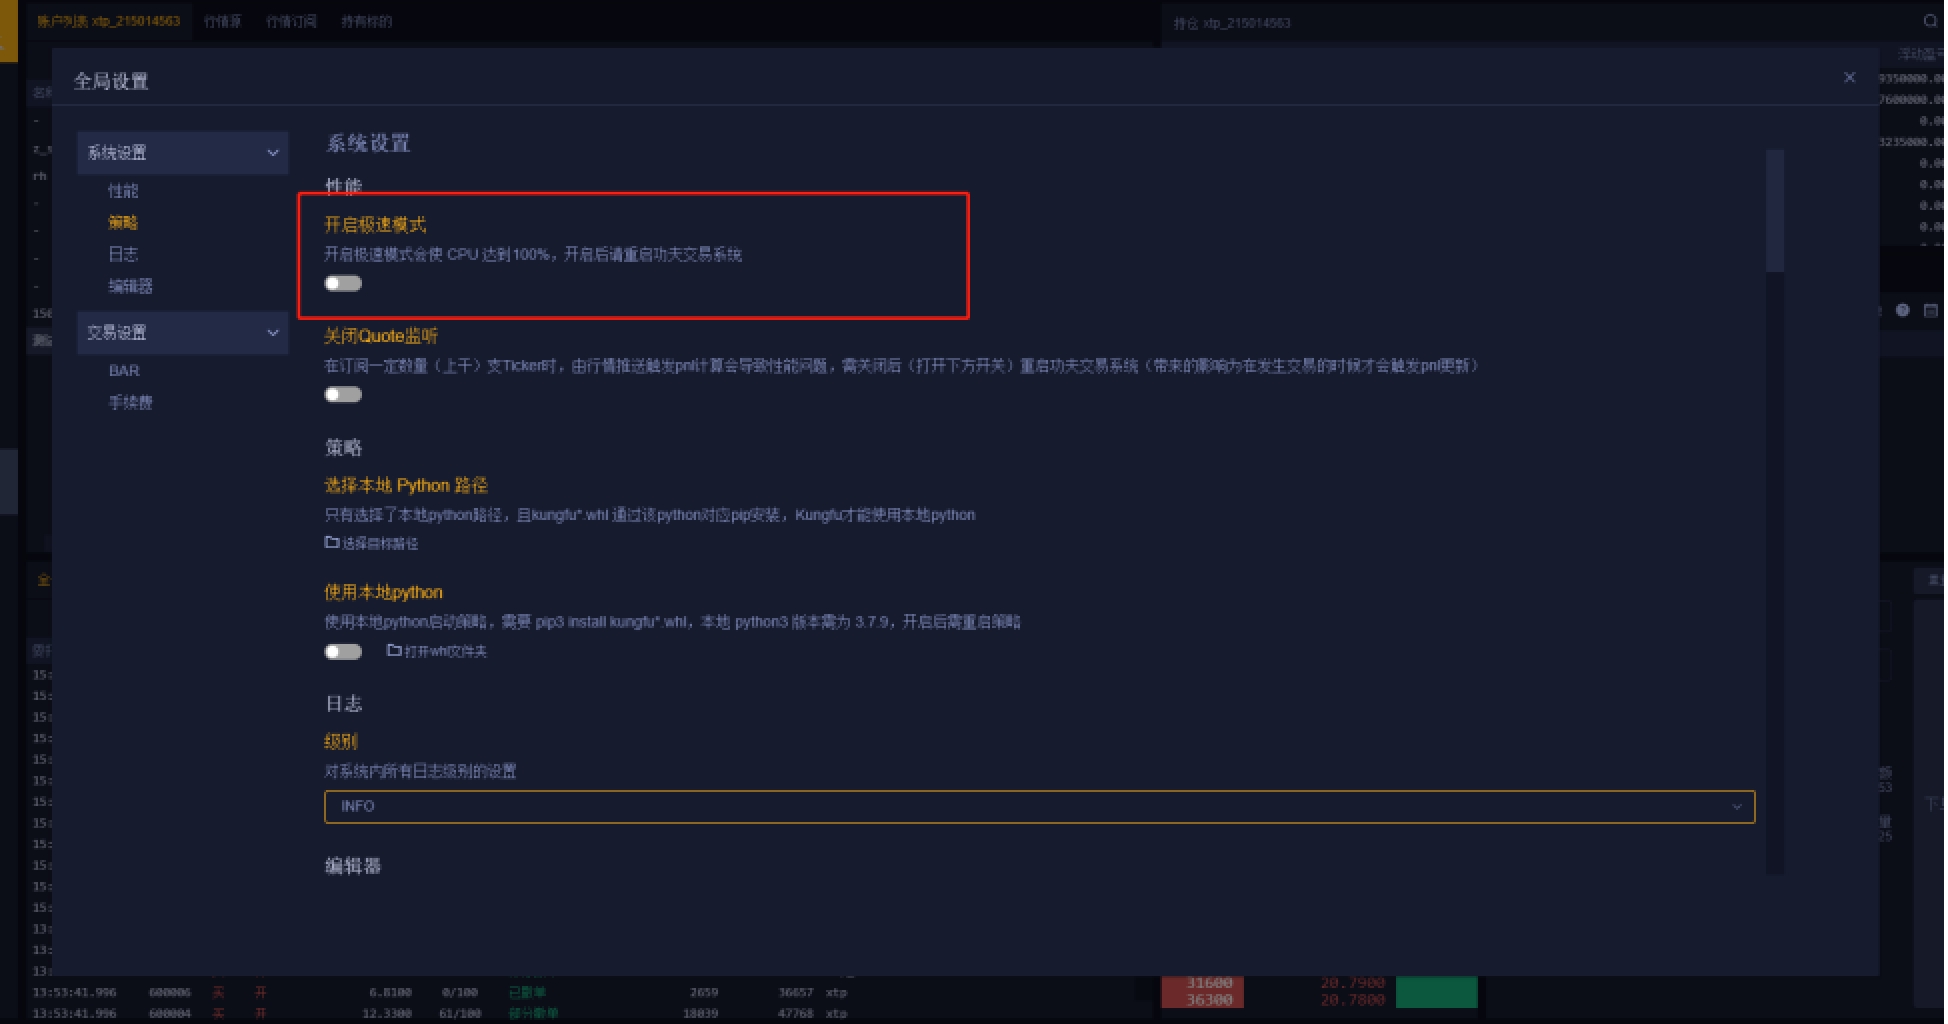 账户列表 xtp_215014563 行情源 行情订阅 持有标的
持仓 xtp_215014563
全局设置
系统设置
性能
策略
日志
编辑器
交易设置
BAR
手续费
系统设置
性能
开启极速模式
开启极速模式会使 CPU 达到100%，开启后请重启功夫交易系统
关闭Quote监听
在订阅一定数量（上千）支Ticker时，由行情推送触发pnl计算会导致性能问题，需关闭后（打开下方开关）重启功夫交易系统（带来的影响为在发生交易的时候才会触发pnl更新）
策略
选择本地 Python 路径
只有选择了本地python路径，且kungfu*.whl 通过该python对应pip安装，Kungfu才能使用本地python
选择目标路径
使用本地python
使用本地python启动策略，需要 pip3 install kungfu*.whl，本地 python3 版本需为 3.7.9，开启后需重启策略
打开whl文件夹
日志
级别
对系统内所有日志级别的设置
INFO
编辑器
13:53:41.996 600006 买 开 6.8100 0/100 已撤单 2659 36657 xtp
13:53:41.996 600004 买 开 12.3300 61/100 部分撤单 18039 47768 xtp
31600 20.7900
36300 20.7800